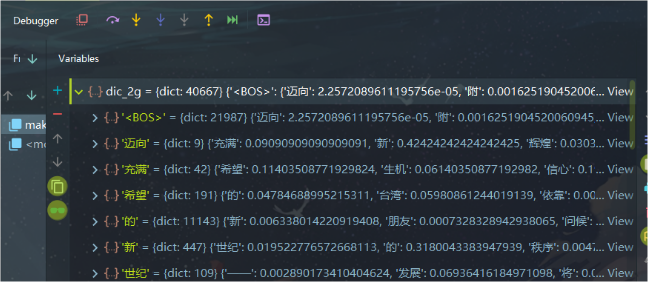 Debugger
Variables
dic_2g = {dict: 40667} {'<BOS>': {'迈向': 2.2572089611195756e-05, '附': 0.001625190452006... View
'<BOS>' = {dict: 21987} {'迈向': 2.2572089611195756e-05, '附': 0.0016251904520060945... View
'迈向' = {dict: 9} {'充满': 0.09090909090909091, '新': 0.42424242424242425, '辉煌': 0.0303... View
mak
'充满' = {dict: 42} {'希望': 0.11403508771929824, '生机': 0.06140350877192982, '信心': 0.1... View
<m
'希望' = {dict: 191} {'的': 0.04784688995215311, '台湾': 0.05980861244019139, '依靠': 0.00... View
'的' = {dict: 11143} {'新': 0.006338014220919408, '朋友': 0.0007328328942938065, '问候': ... View
'新' = {dict: 447} {'世纪': 0.019522776572668113, '的': 0.3180043383947939, '秩序': 0.004... View
'世纪' = {dict: 109} {'——': 0.002890173410404624, '发展': 0.06936416184971098, '将': 0.0... View